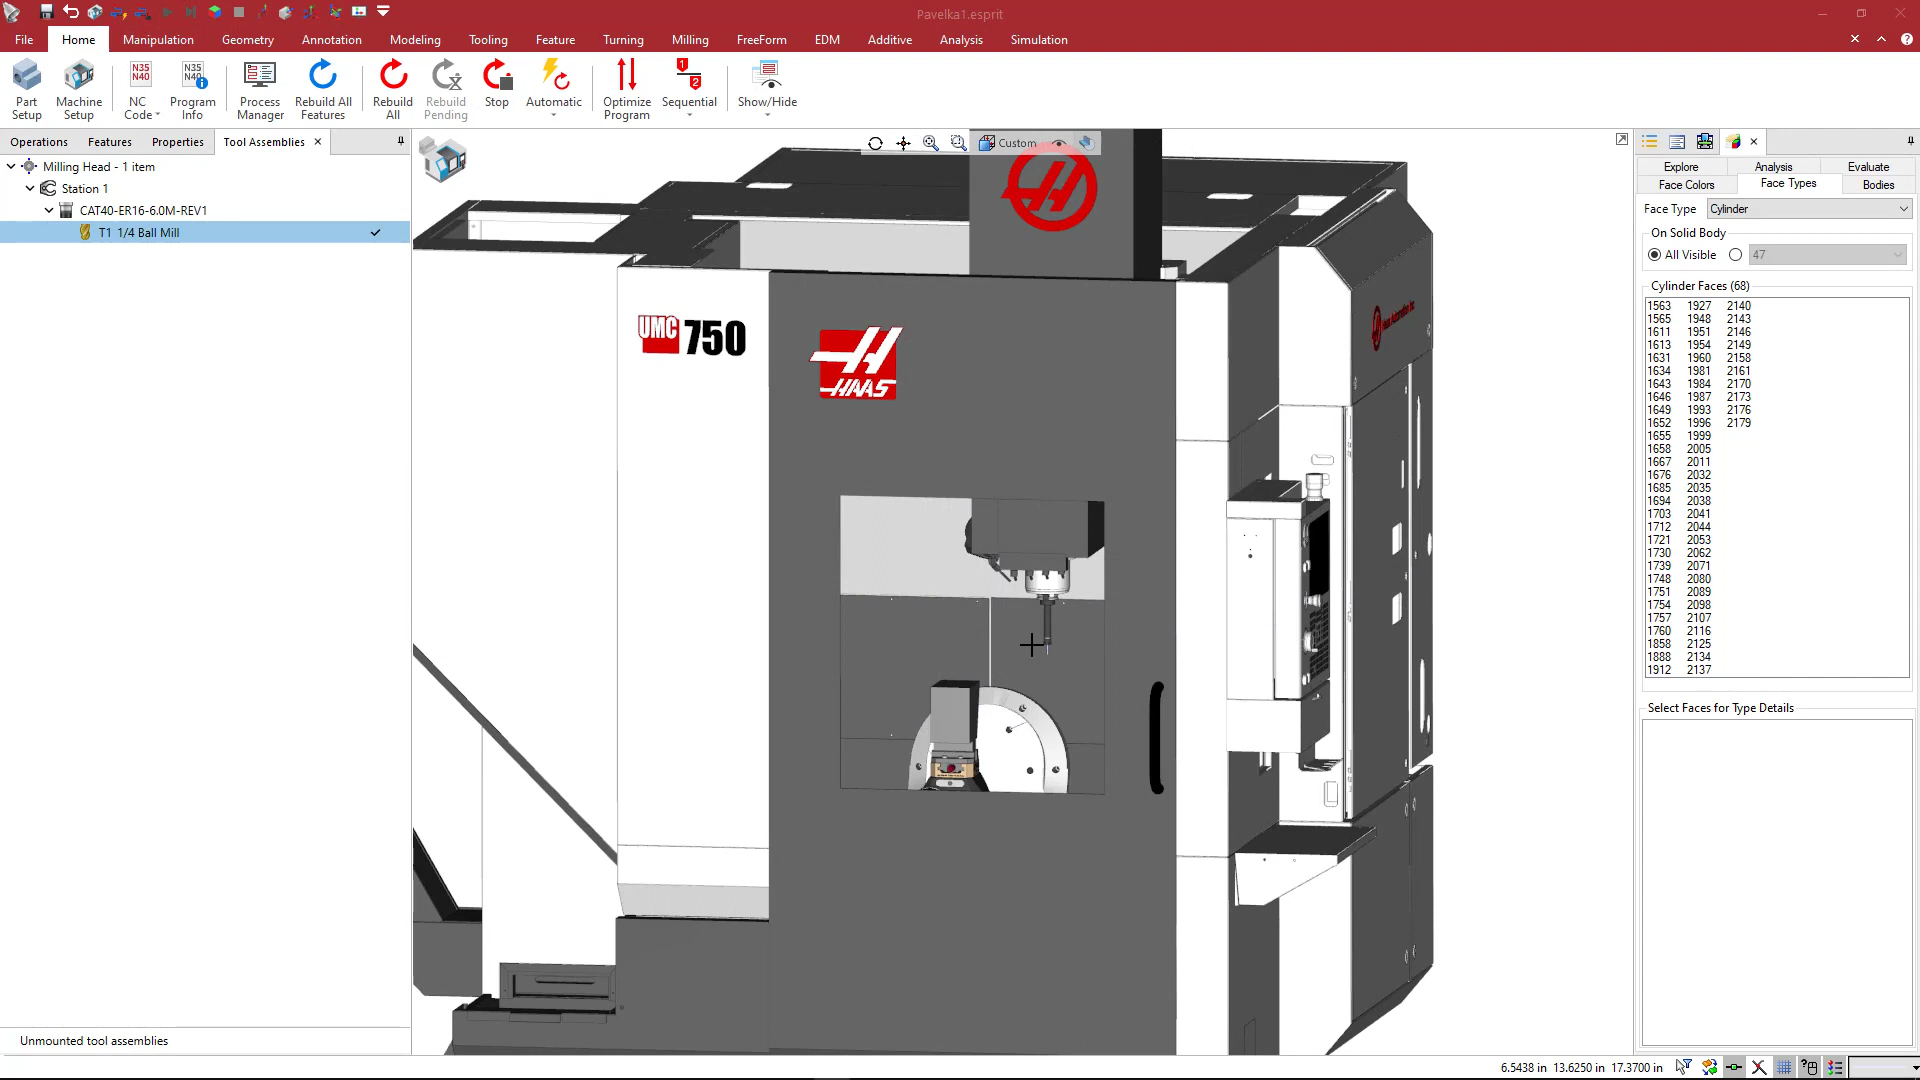 Pavelka1.esprit
File Home Manipulation Geometry Annotation Modeling Tooling Feature Turning Milling FreeForm EDM Additive Analysis Simulation
Part Setup
Machine Setup
N35 N40
NC Code
N35 N40
Program Info
Process Manager
Rebuild All Features
Rebuild All
Rebuild Pending
Stop
Automatic
Optimize Program
1 2
Sequential
Show/Hide
Operations Features Properties Tool Assemblies
Milling Head - 1 item
Station 1
CAT40-ER16-6.0M-REV1
T1 1/4 Ball Mill
Unmounted tool assemblies
Custom
UMC 750
HAAS
Explore Analysis Evaluate
Face Colors Face Types Bodies
Face Type Cylinder
On Solid Body
All Visible 47
Cylinder Faces (68)
1563 1927 2140
1565 1948 2143
1611 1951 2146
1613 1954 2149
1631 1960 2158
1634 1981 2161
1643 1984 2170
1646 1987 2173
1649 1993 2176
1652 1996 2179
1655 1999
1658 2005
1667 2011
1676 2032
1685 2035
1694 2038
1703 2041
1712 2044
1721 2053
1730 2062
1739 2071
1748 2080
1751 2089
1754 2098
1757 2107
1760 2116
1858 2125
1888 2134
1912 2137
Select Faces for Type Details
6.5438 in 13.6250 in 17.3700 in